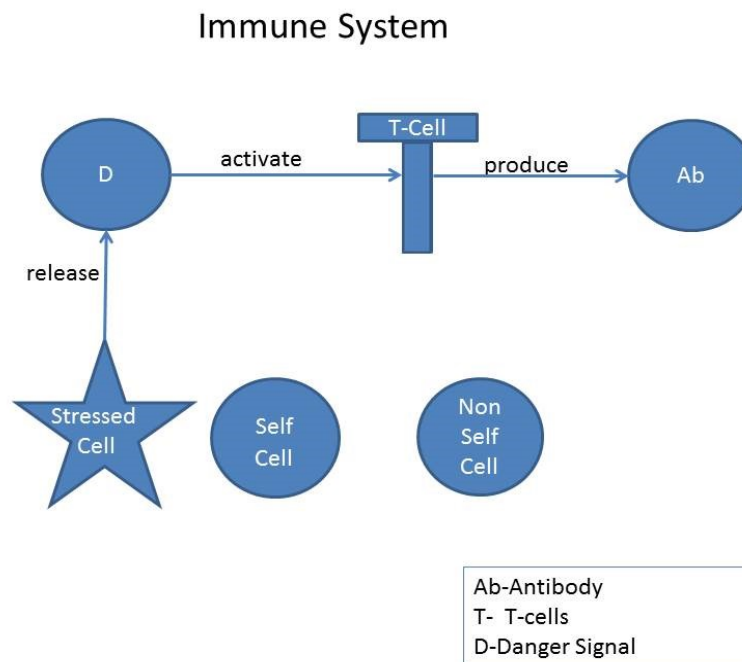 Immune System
T-Cell
D
activate
produce
Ab
release
Stressed
Cell
Self
Cell
Non
Self
Cell
Ab-Antibody
T- T-cells
D-Danger Signal